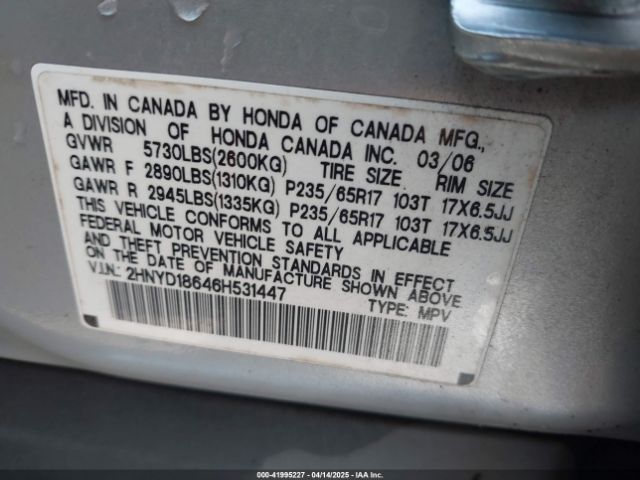 MFD. IN CANADA BY HONDA OF CANADA MFG.,
A DIVISION OF HONDA CANADA INC. 03/06
GVWR 5730LBS(2600KG) TIRE SIZE RIM SIZE
GAWR F 2890LBS(1310KG) P235/65R17 103T 17X6.5JJ
GAWR R 2945LBS(1335KG) P235/65R17 103T 17X6.5JJ
THIS VEHICLE CONFORMS TO ALL APPLICABLE
FEDERAL MOTOR VEHICLE SAFETY
AND THEFT PREVENTION STANDARDS IN EFFECT
ON THE DATE OF MANUFACTURE SHOWN ABOVE
V.I.N.: 2HNYD18646H531447 TYPE: MPV
© - 41995227 - 04/14/2025 - IAA Inc.